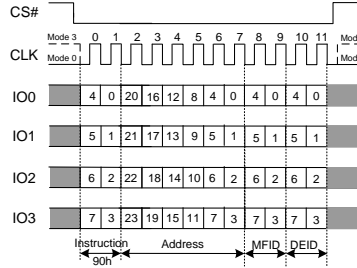 CS#
Mode 3 0 1 2 3 4 5 6 7 8 9 10 11 Mod
CLK
Mode 0 Mod
IO0 4 0 20 16 12 8 4 0 4 0 4 0
IO1 5 1 21 17 13 9 5 1 5 1 5 1
IO2 6 2 22 18 14 10 6 2 6 2 6 2
IO3 7 3 23 19 15 11 7 3 7 3 7 3
Instruction Address MFID DEID
90h